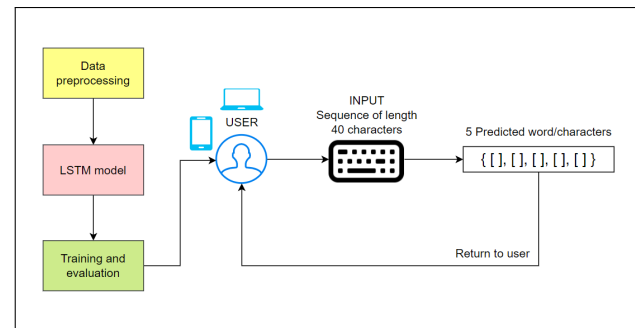 Data
preprocessing
LSTM model
Training and
evaluation
USER
INPUT
Sequence of length
40 characters
5 Predicted word/characters
{ [ ], [ ], [ ], [ ], [ ] }
Return to user